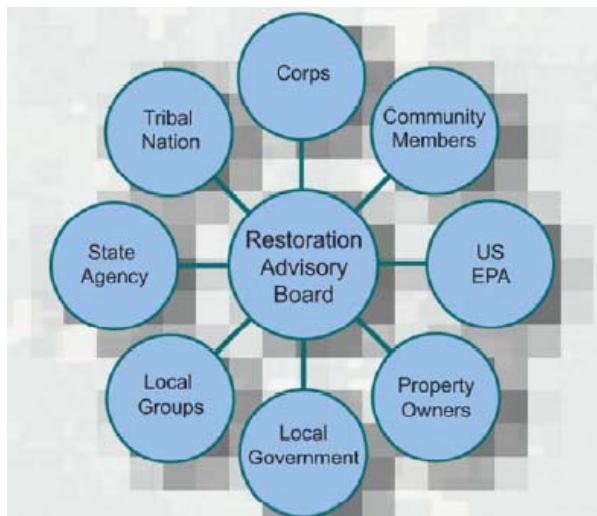 Corps
Tribal
Nation
Community
Members
State
Agency
Restoration
Advisory
Board
US
EPA
Local
Groups
Property
Owners
Local
Government